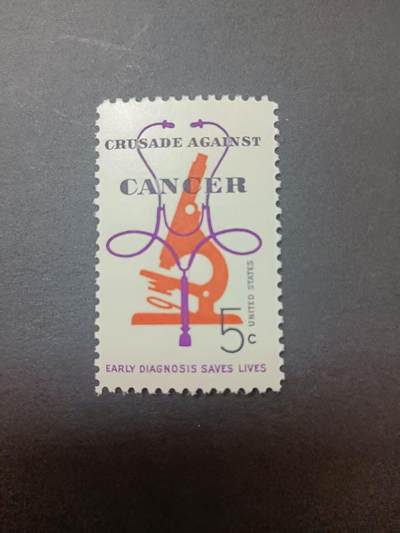 CRUSADE AGAINST
CANCER
UNITED STATES
5c
EARLY DIAGNOSIS SAVES LIVES